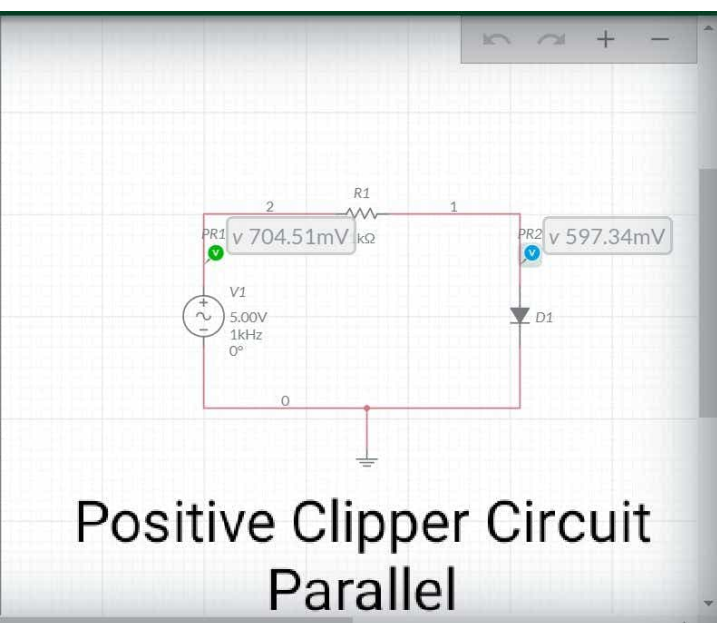 R1
2
1
PR1 v 704.51mV kΩ
PR2 v 597.34mV
V1
5.00V
1kHz
0°
D1
0
Positive Clipper Circuit
Parallel